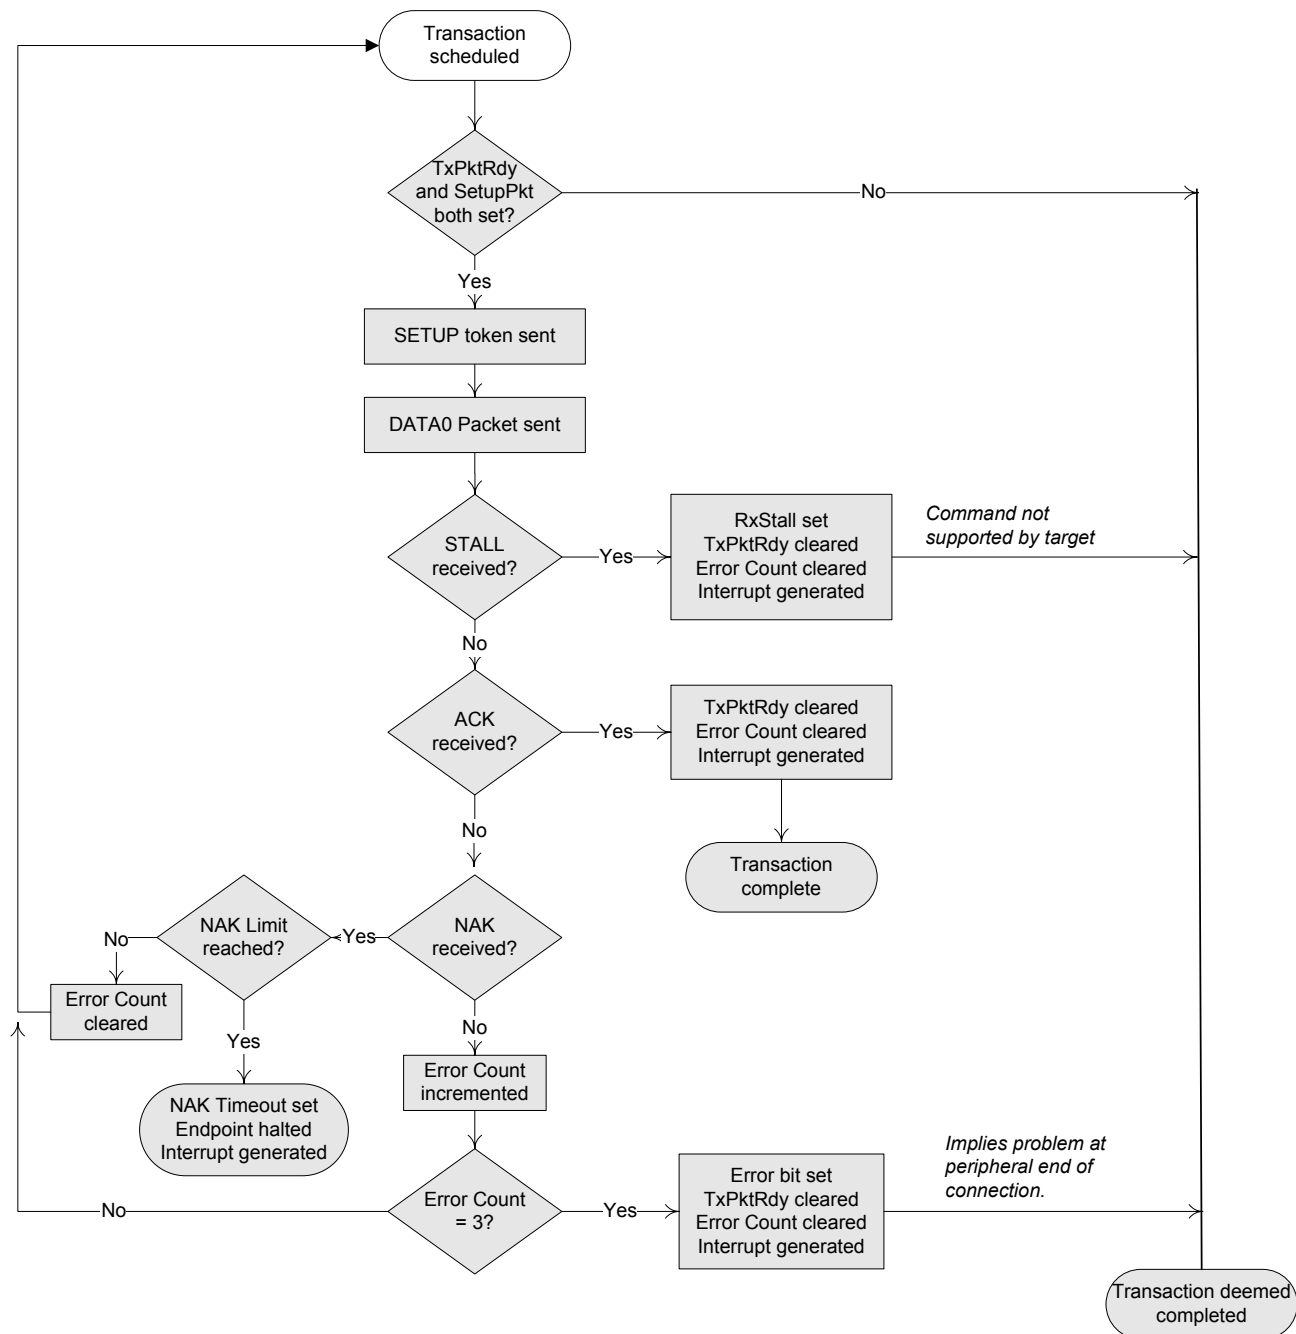 Transaction
scheduled
TxPktRdy
and SetupPkt
both set?
No
Yes
SETUP token sent
DATA0 Packet sent
STALL
received?
Yes
RxStall set
TxPktRdy cleared
Error Count cleared
Interrupt generated
Command not
supported by target
No
ACK
received?
Yes
TxPktRdy cleared
Error Count cleared
Interrupt generated
No
Transaction
complete
NAK
received?
Yes
NAK Limit
reached?
No
Error Count
cleared
Yes
NAK Timeout set
Endpoint halted
Interrupt generated
No
Error Count
incremented
Error Count
= 3?
No
Yes
Error bit set
TxPktRdy cleared
Error Count cleared
Interrupt generated
Implies problem at
peripheral end of
connection.
Transaction deemed
completed